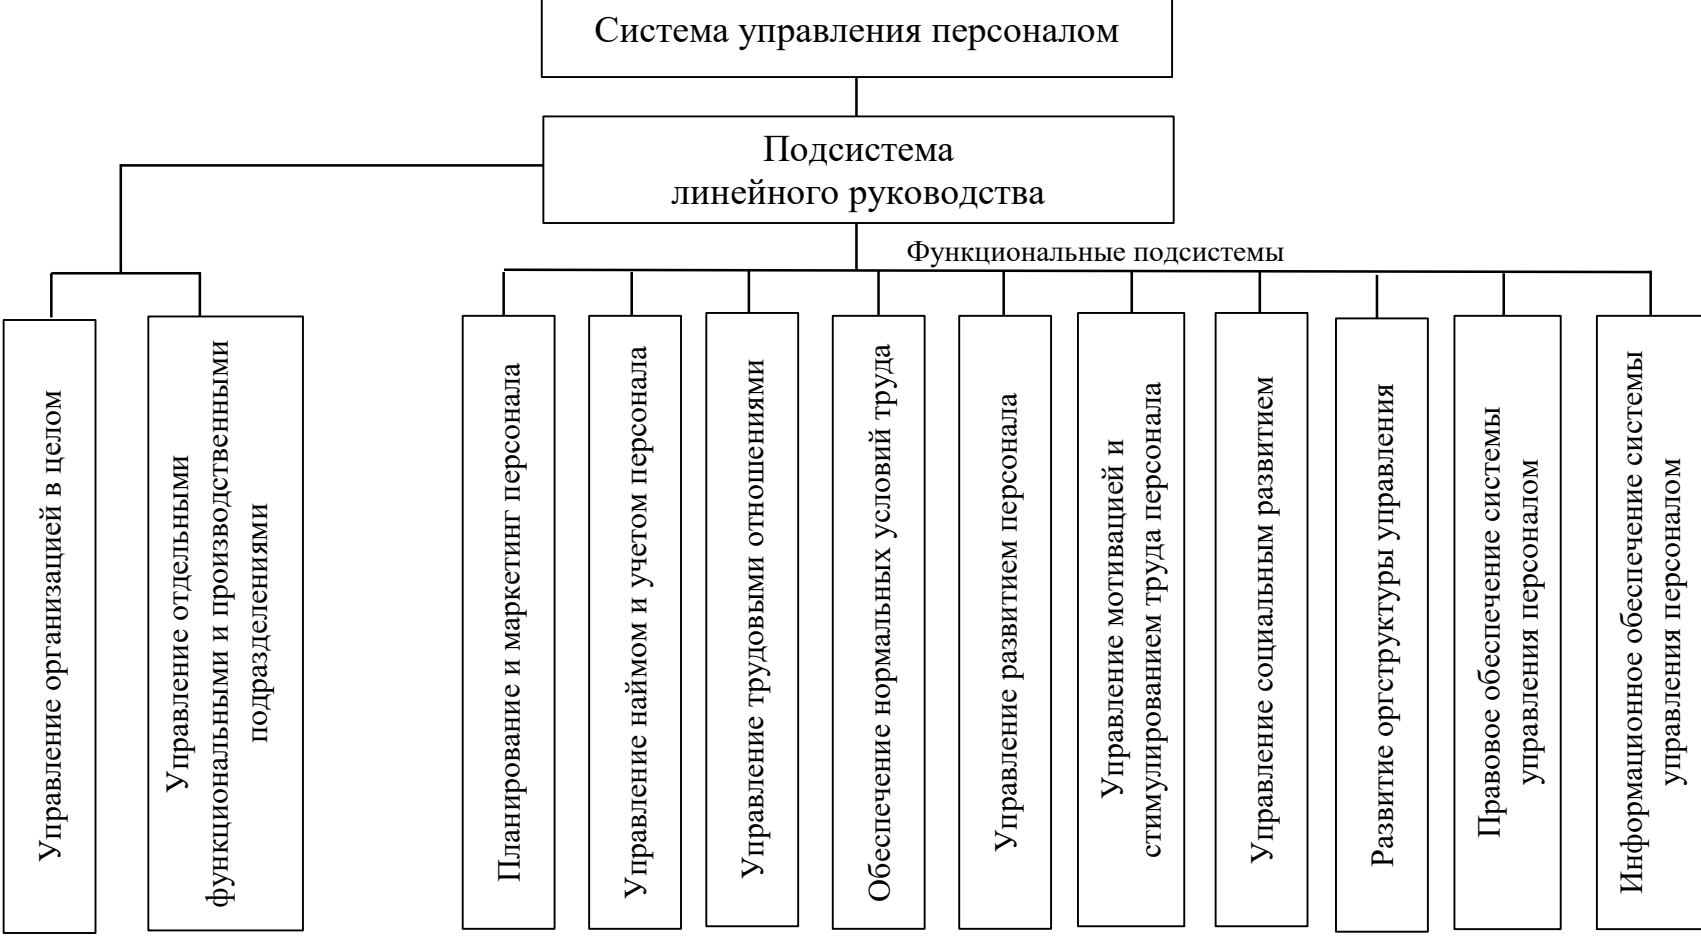 Система управления персоналом
Подсистема
линейного руководства
Функциональные подсистемы
Управление организацией в целом
Управление отдельными
функциональными и производственными
подразделениями
Планирование и маркетинг персонала
Управление наймом и учетом персонала
Управление трудовыми отношениями
Обеспечение нормальных условий труда
Управление развитием персонала
Управление мотивацией и
стимулированием труда персонала
Управление социальным развитием
Развитие оргструктуры управления
Правовое обеспечение системы
управления персоналом
Информационное обеспечение системы
управления персоналом